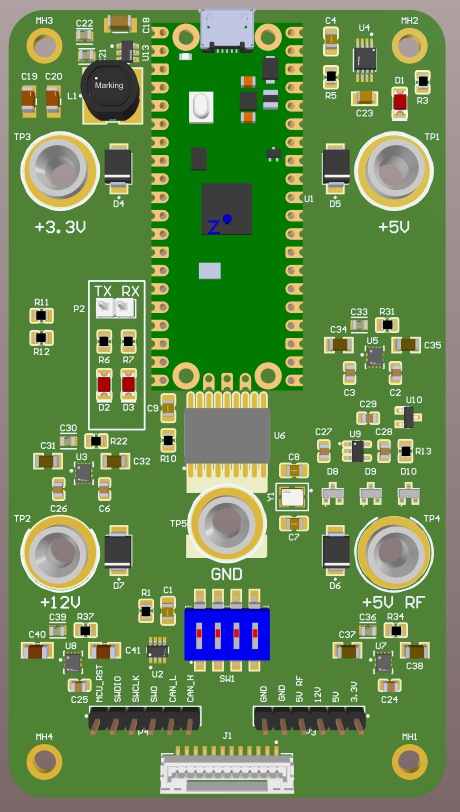 MH3
C18
C22
C21
U13
C19
C20
L1
Marking
C4
U4
MH2
R5
C23
D1
R3
TP3
D4
D5
TP1
+3.3V
+5V
U1
Z
R11
R12
P2
TX RX
R6
R7
D2
D3
C33
R31
C34
U5
C35
C3
C2
C9
R10
U6
C29
U10
U9
C27
C28
R13
C30
R22
C31
U3
C32
C26
C6
C8
Y1
C7
D8
D9
D10
TP2
D7
TP5
D6
TP4
GND
+12V
+5V RF
R1
C1
C39
R37
C40
U8
C41
C25
U2
SW1
C36
R34
C37
U7
C38
C24
MCU_RST
SWDIO
SWCLK
SWO
CAN_L
CAN_H
GND
GND
5V RF
12V
5V
3.3V
J1
MH4
MH1